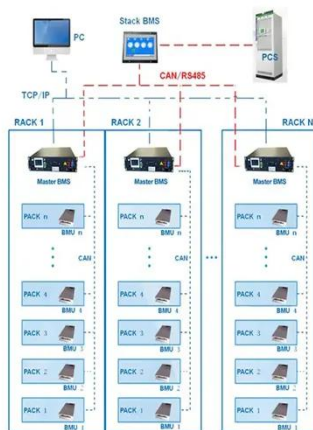 PC
Stack BMS
PCS
CAN/RS485
TCP/IP
RACK 1
RACK 2
RACK N
Master BMS
Master BMS
Master BMS
PACK n
BMU n
PACK n
BMU n
PACK n
BMU n
CAN
CAN
CAN
...
PACK 4
BMU 4
PACK 4
BMU 4
PACK 4
BMU 4
PACK 3
BMU 3
PACK 3
BMU 3
PACK 3
BMU 3
PACK 2
BMU 2
PACK 2
BMU 2
PACK 2
BMU 2
PACK 1
BMU 1
PACK 1
BMU 1
PACK 1
BMU 1